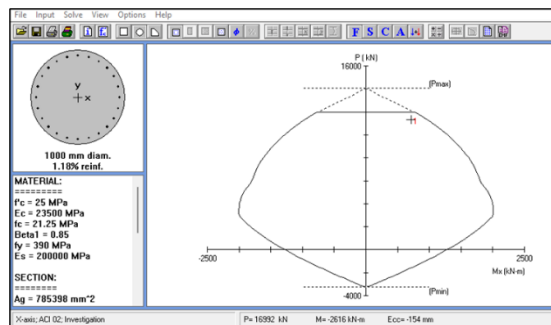 File Input Solve View Options Help
F S C A
P (kN)
16000
(Pmax)
y
x
1
1000 mm diam.
1.18% reinf.
MATERIAL:
=========
f'c = 25 MPa
Ec = 23500 MPa
fc = 21.25 MPa
Beta1 = 0.85
fy = 390 MPa
Es = 200000 MPa
SECTION:
========
Ag = 785398 mm^2
-2500
2500
Mx (kN-m)
(Pmin)
-4000
X-axis; ACI 02; Investigation P= 16992 kN M= -2616 kN-m Ecc= -154 mm